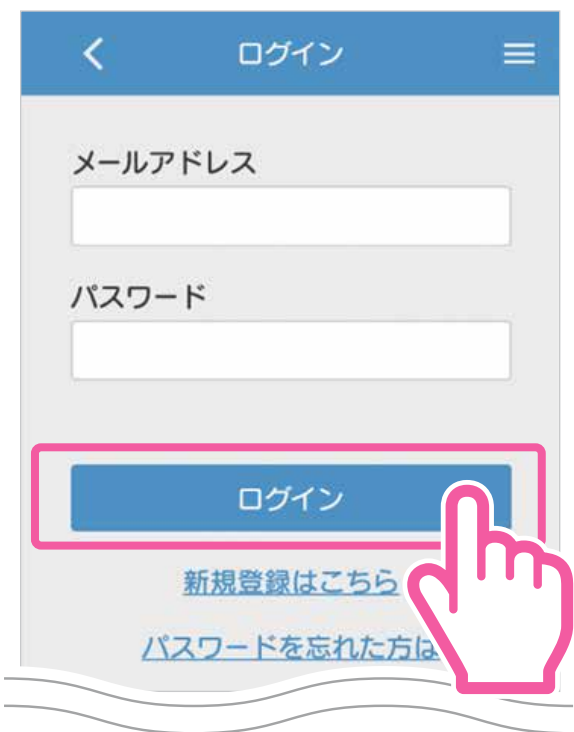 ログイン
メールアドレス
パスワード
ログイン
新規登録はこちら
パスワードを忘れた方は